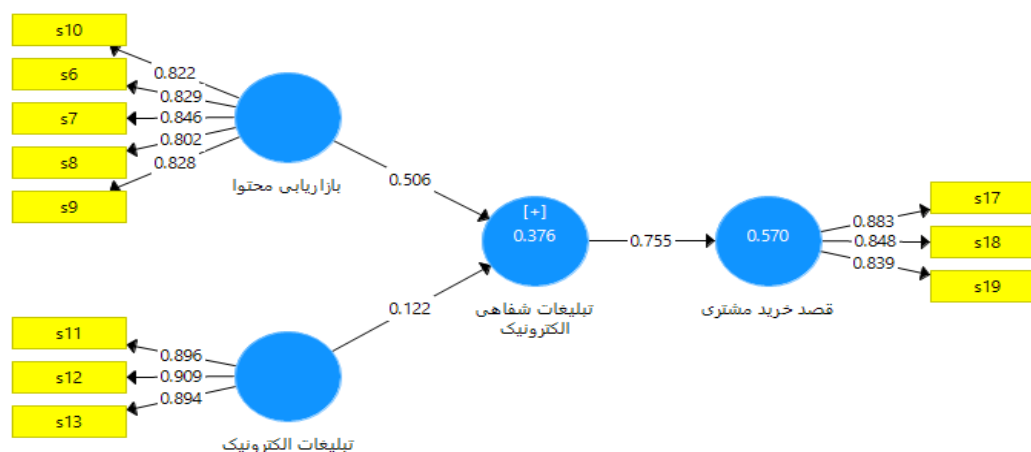 s10
s6
s7
s8
s9
0.822
0.829
0.846
0.802
0.828
بازاریابی محتوا
0.506
[+]
0.376
تبلیغات شفاهی
الکترونیک
0.755
0.570
قصد خرید مشتری
0.883
0.848
0.839
s17
s18
s19
0.122
s11
s12
s13
0.896
0.909
0.894
تبلیغات الکترونیک